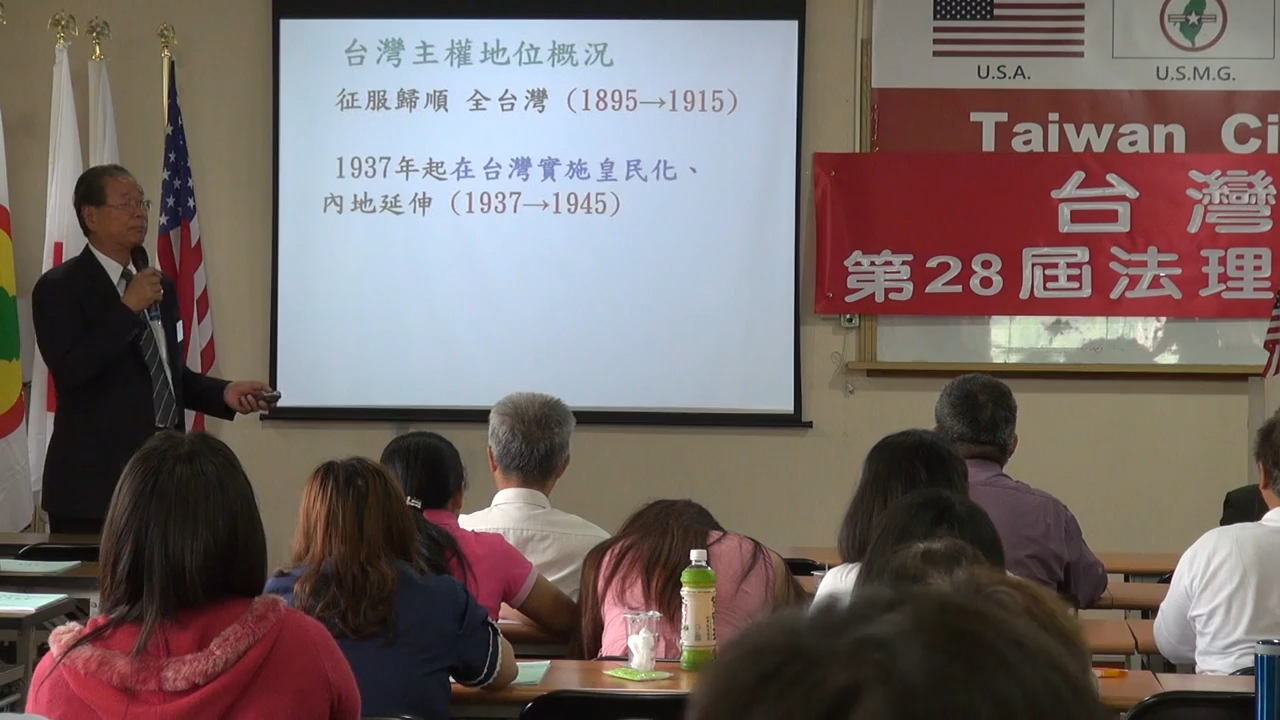 台灣主權地位概況
征服歸順 全台灣 (1895→1915)
1937年起在台灣實施皇民化、
內地延伸 (1937→1945)
U.S.A.
U.S.M.G.
Taiwan Ci
台灣
第28屆法理